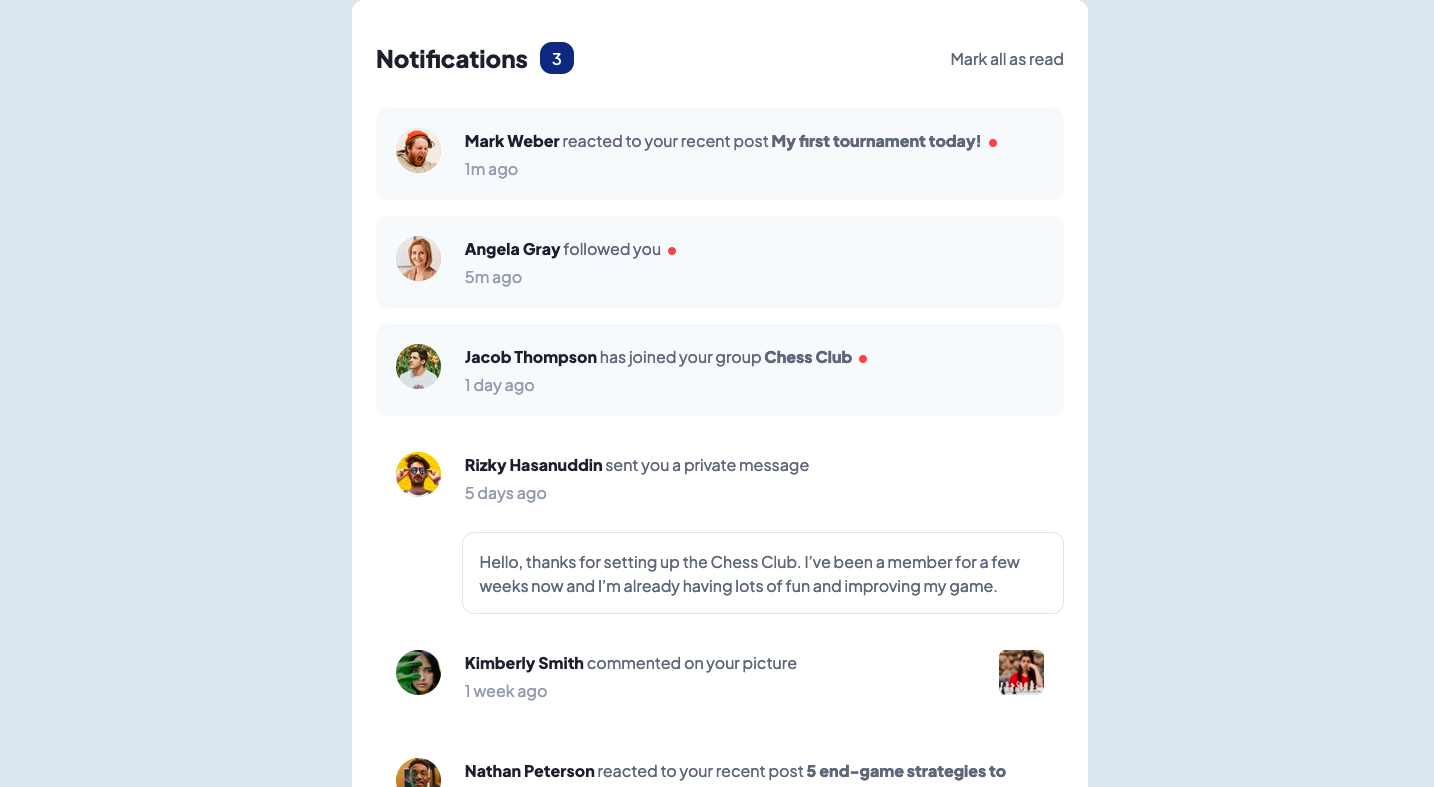 Notifications 3 Mark all as read
Mark Weber reacted to your recent post My first tournament today!
1m ago
Angela Gray followed you
5m ago
Jacob Thompson has joined your group Chess Club
1 day ago
Rizky Hasanuddin sent you a private message
5 days ago
Hello, thanks for setting up the Chess Club. I’ve been a member for a few
weeks now and I’m already having lots of fun and improving my game.
Kimberly Smith commented on your picture
1 week ago
Nathan Peterson reacted to your recent post 5 end-game strategies to